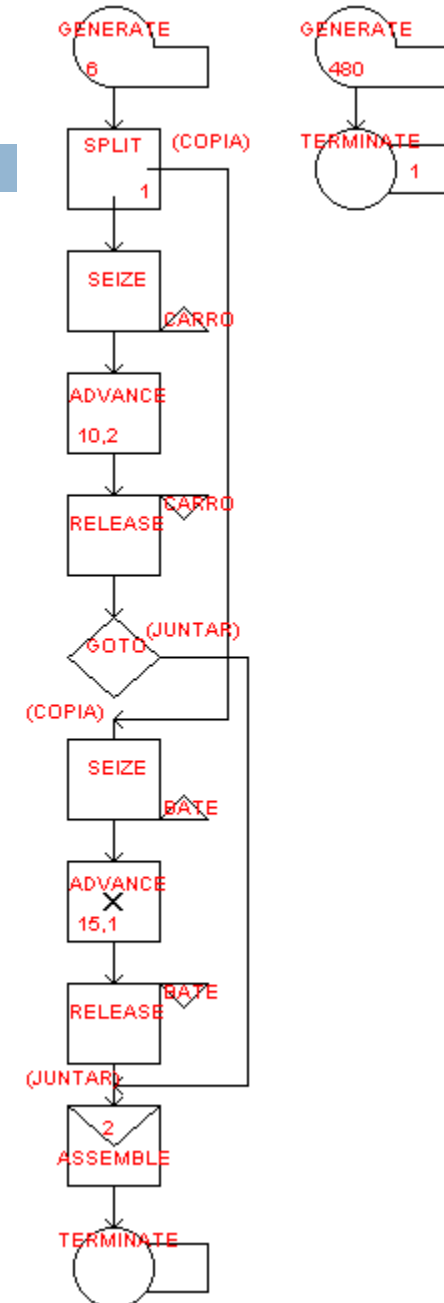 GENERATE
6
SPLIT
(COPIA)
1
SEIZE
CARRO
ADVANCE
10,2
CARRO
RELEASE
(JUNTAR)
GOTO
(COPIA)
SEIZE
BATE
ADVANCE
15,1
BATE
RELEASE
(JUNTAR)
2
ASSEMBLE
TERMINATE
GENERATE
480
TERMINATE
1